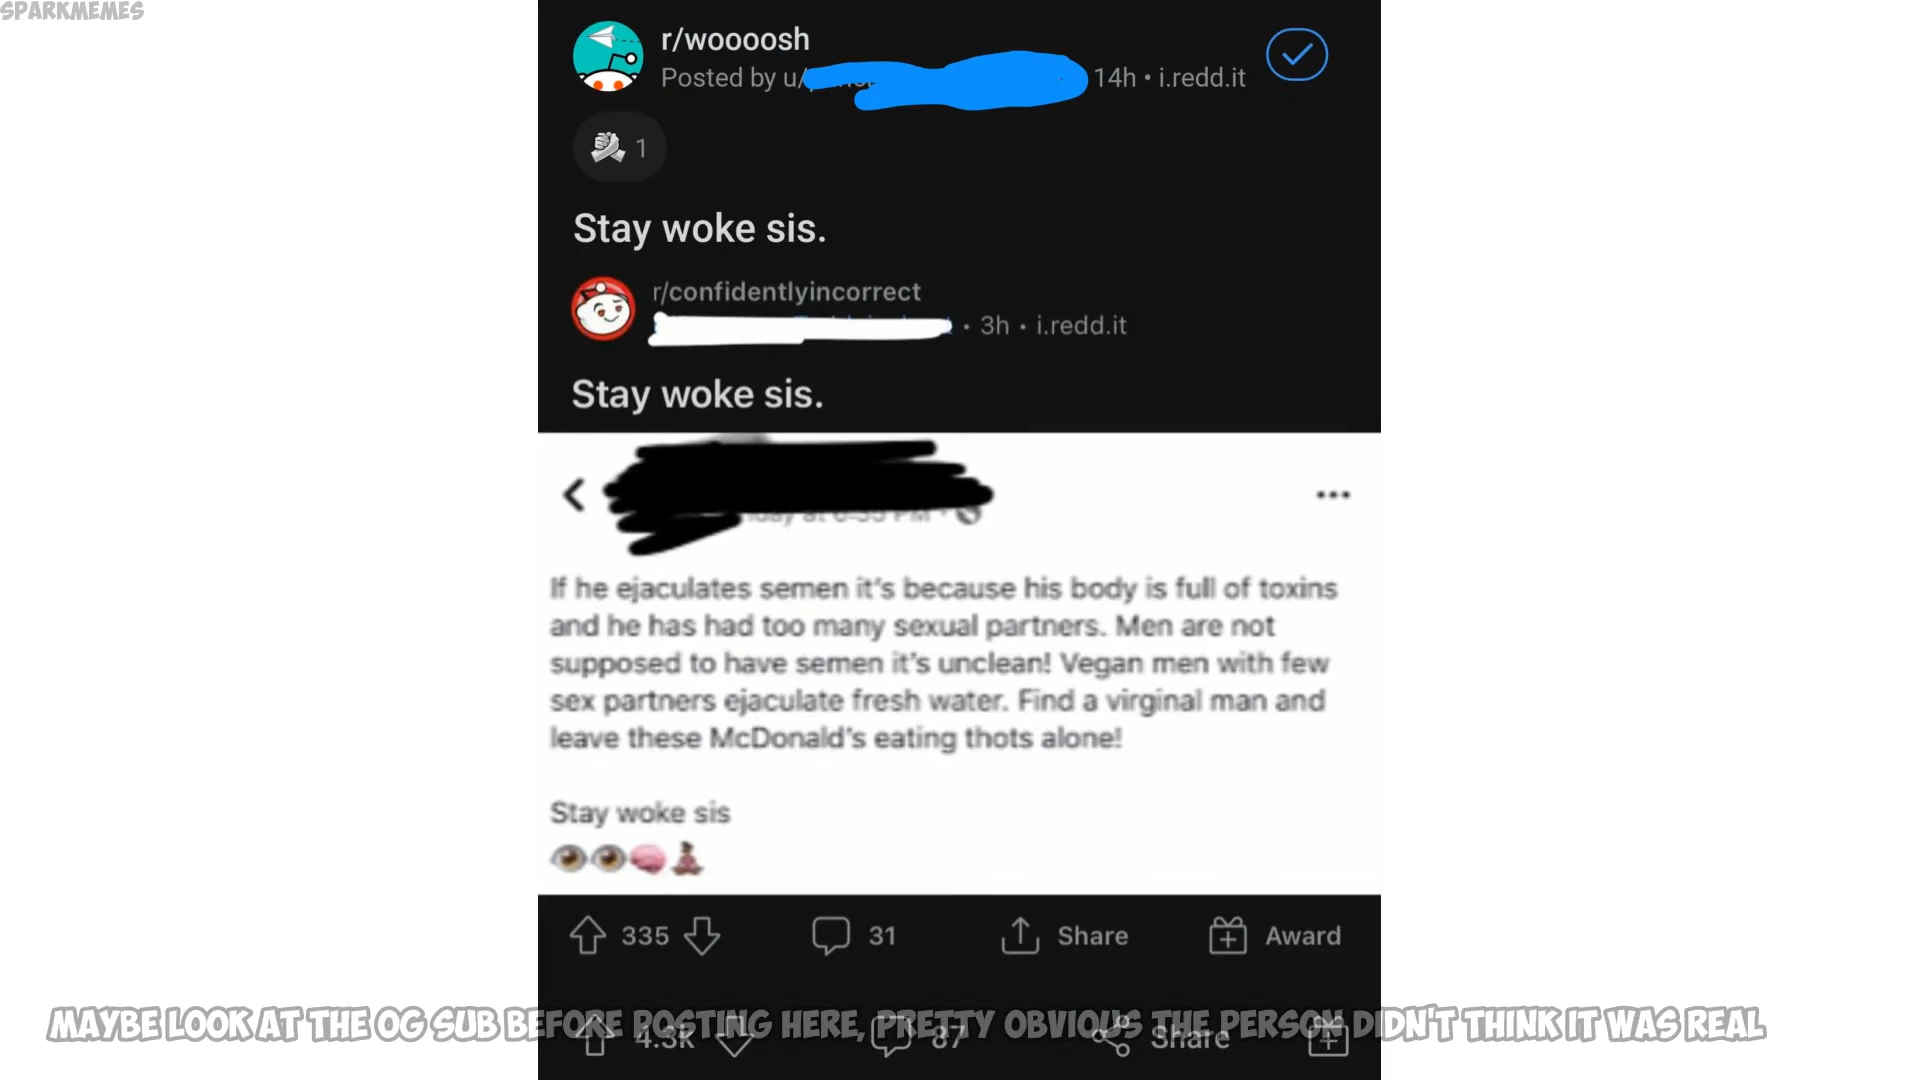 SPARKMEMES
r/woooosh
Posted by u/ 14h • i.redd.it
1
Stay woke sis.
r/confidentlyincorrect
• 3h • i.redd.it
Stay woke sis.
If he ejaculates semen it's because his body is full of toxins
and he has had too many sexual partners. Men are not
supposed to have semen it's unclean! Vegan men with few
sex partners ejaculate fresh water. Find a virginal man and
leave these McDonald's eating thots alone!
Stay woke sis
335 31 Share Award
MAYBE LOOK AT THE OG SUB BEFORE POSTING HERE, PRETTY OBVIOUS THE PERSON DIDN'T THINK IT WAS REAL
4.3k 87 Share